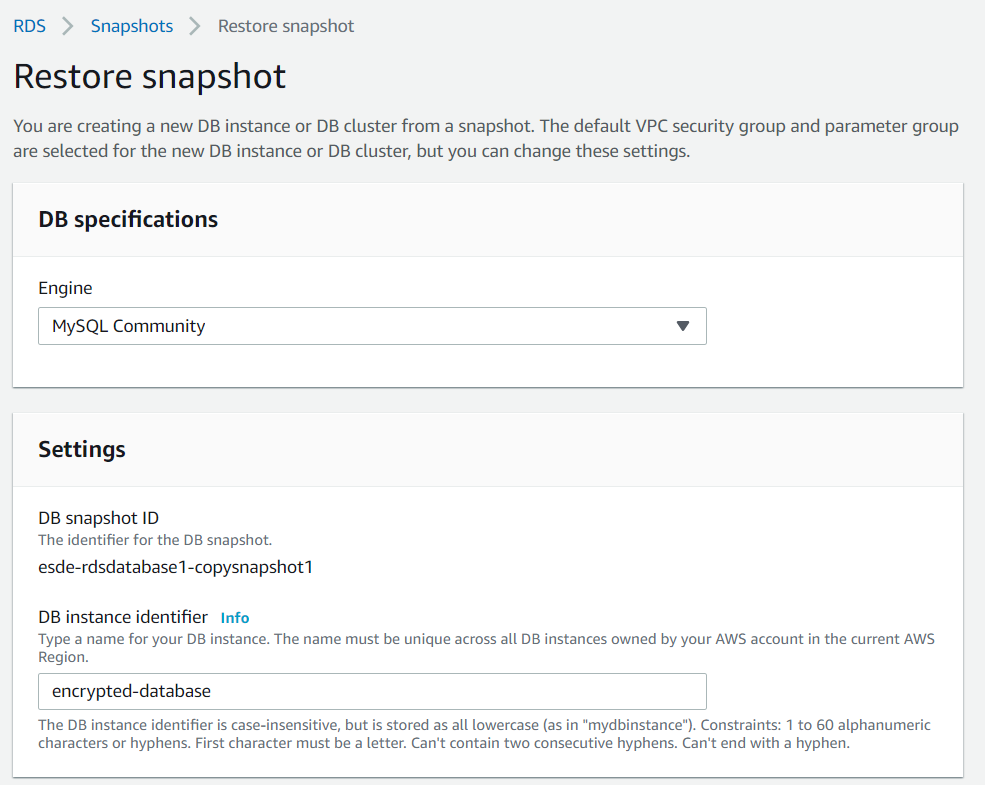 RDS > Snapshots > Restore snapshot
Restore snapshot
You are creating a new DB instance or DB cluster from a snapshot. The default VPC security group and parameter group
are selected for the new DB instance or DB cluster, but you can change these settings.
DB specifications
Engine
MySQL Community
Settings
DB snapshot ID
The identifier for the DB snapshot.
esde-rdsdatabase1-copysnapshot1
DB instance identifier Info
Type a name for your DB instance. The name must be unique across all DB instances owned by your AWS account in the current AWS
Region.
encrypted-database
The DB instance identifier is case-insensitive, but is stored as all lowercase (as in "mydbinstance"). Constraints: 1 to 60 alphanumeric
characters or hyphens. First character must be a letter. Can't contain two consecutive hyphens. Can't end with a hyphen.